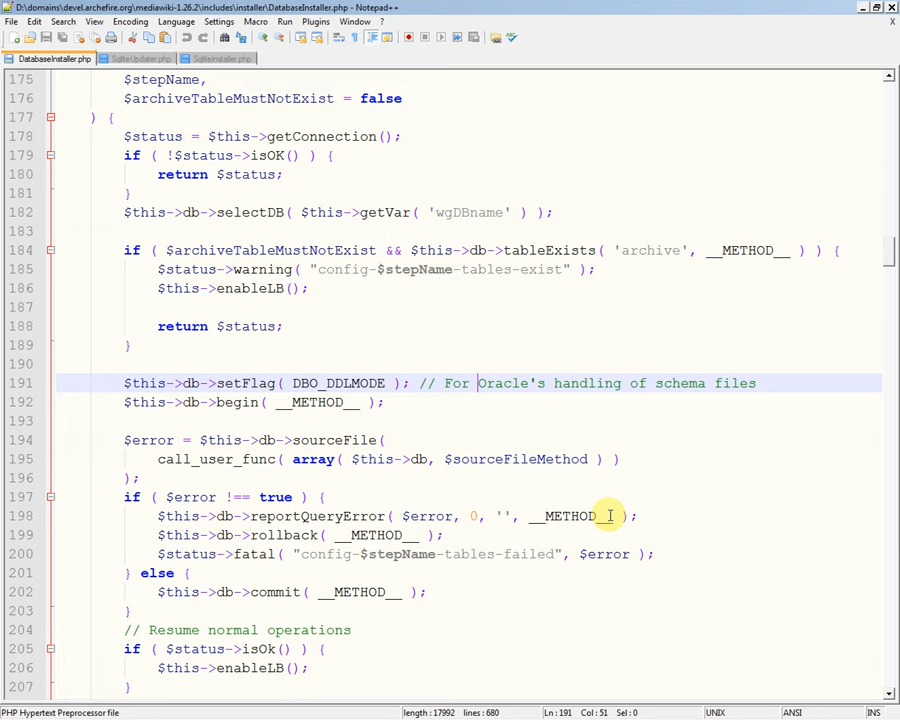 D:\domains\devel.archefire.org\mediawiki-1.26.2\includes\installer\DatabaseInstaller.php - Notepad++
File Edit Search View Encoding Language Settings Macro Run Plugins Window ?
DatabaseInstaller.php SqliteUpdater.php SqliteInstaller.php
175 $stepName,
176 $archiveTableMustNotExist = false
177 ) {
178 $status = $this->getConnection();
179 if ( !$status->isOK() ) {
180 return $status;
181 }
182 $this->db->selectDB( $this->getVar( 'wgDBname' ) );
183
184 if ( $archiveTableMustNotExist && $this->db->tableExists( 'archive', __METHOD__ ) ) {
185 $status->warning( "config-$stepName-tables-exist" );
186 $this->enableLB();
187
188 return $status;
189 }
190
191 $this->db->setFlag( DBO_DDLMODE ); // For Oracle's handling of schema files
192 $this->db->begin( __METHOD__ );
193
194 $error = $this->db->sourceFile(
195 call_user_func( array( $this->db, $sourceFileMethod ) )
196 );
197 if ( $error !== true ) {
198 $this->db->reportQueryError( $error, 0, '', __METHOD__ );
199 $this->db->rollback( __METHOD__ );
200 $status->fatal( "config-$stepName-tables-failed", $error );
201 } else {
202 $this->db->commit( __METHOD__ );
203 }
204 // Resume normal operations
205 if ( $status->isOk() ) {
206 $this->enableLB();
207 }
PHP Hypertext Preprocessor file length : 17992 lines : 680 Ln : 191 Col : 51 Sel : 0 UNIX ANSI INS